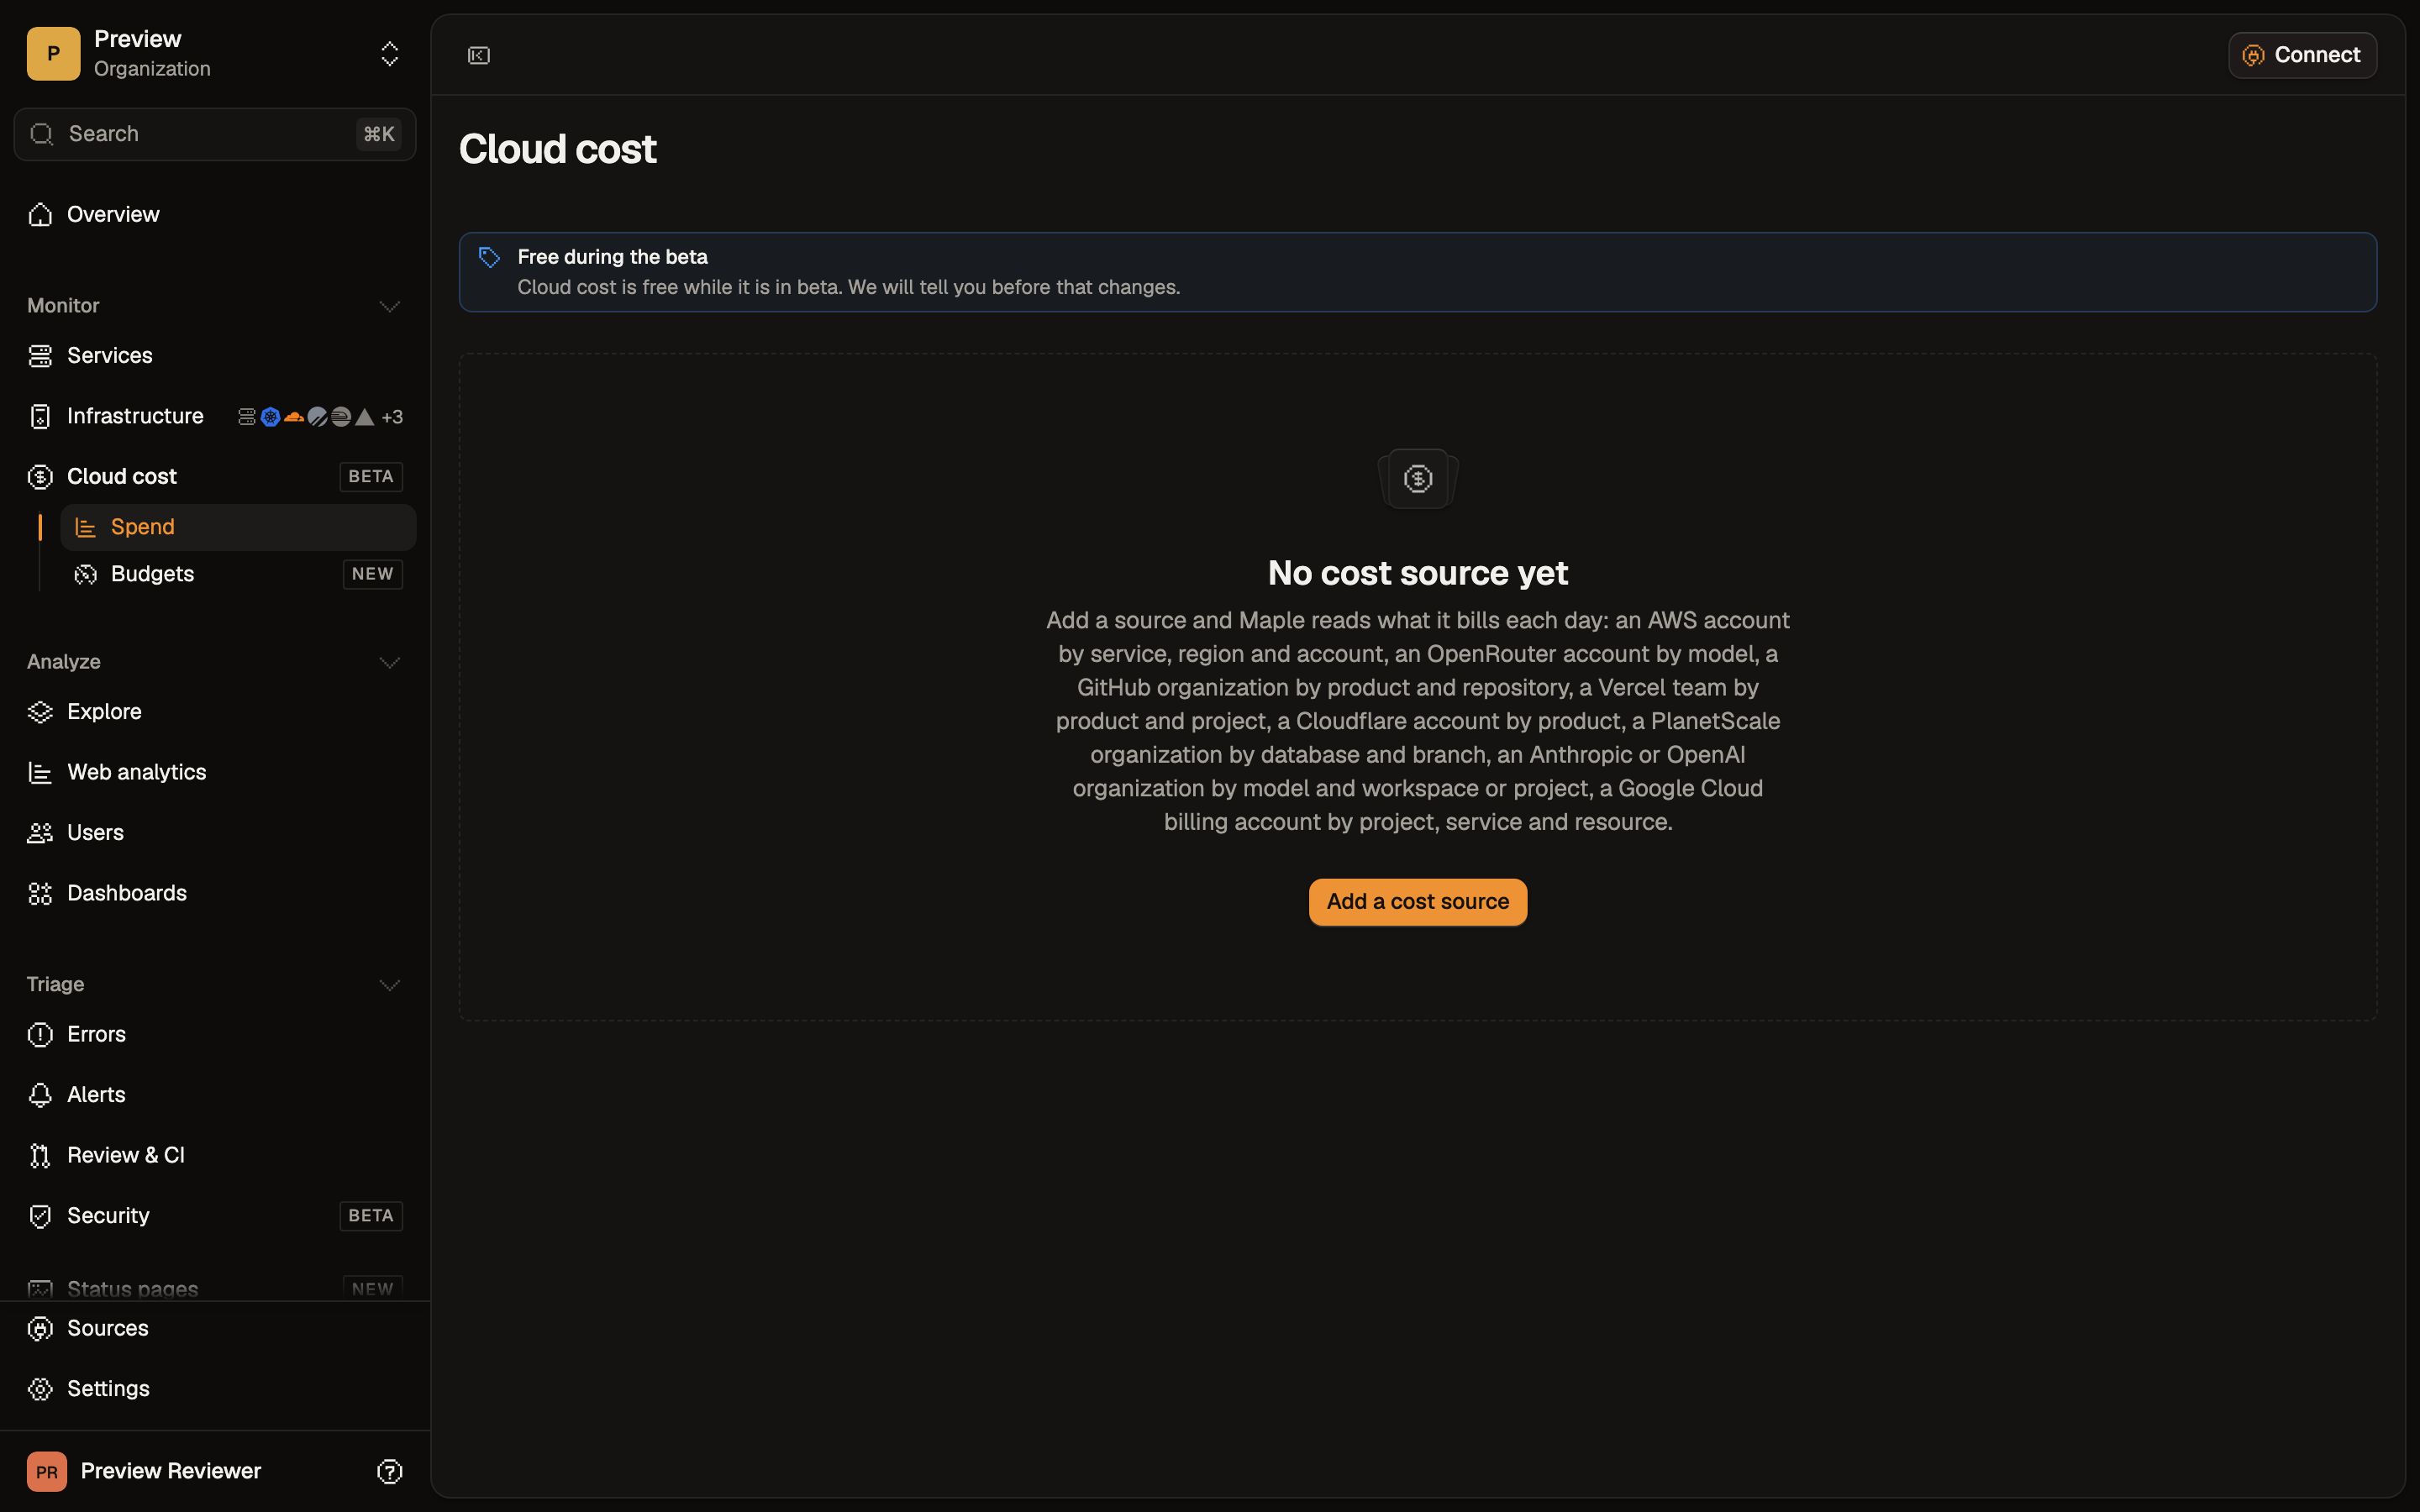 P
Preview
Organization
Search
⌘K
Overview
Monitor
Services
Infrastructure
+3
Cloud cost
BETA
Spend
Budgets
NEW
Analyze
Explore
Web analytics
Users
Dashboards
Triage
Errors
Alerts
Review & CI
Security
BETA
Status pages
NEW
Sources
Settings
PR
Preview Reviewer
Connect
Cloud cost
Free during the beta
Cloud cost is free while it is in beta. We will tell you before that changes.
No cost source yet
Add a source and Maple reads what it bills each day: an AWS account
by service, region and account, an OpenRouter account by model, a
GitHub organization by product and repository, a Vercel team by
product and project, a Cloudflare account by product, a PlanetScale
organization by database and branch, an Anthropic or OpenAI
organization by model and workspace or project, a Google Cloud
billing account by project, service and resource.
Add a cost source